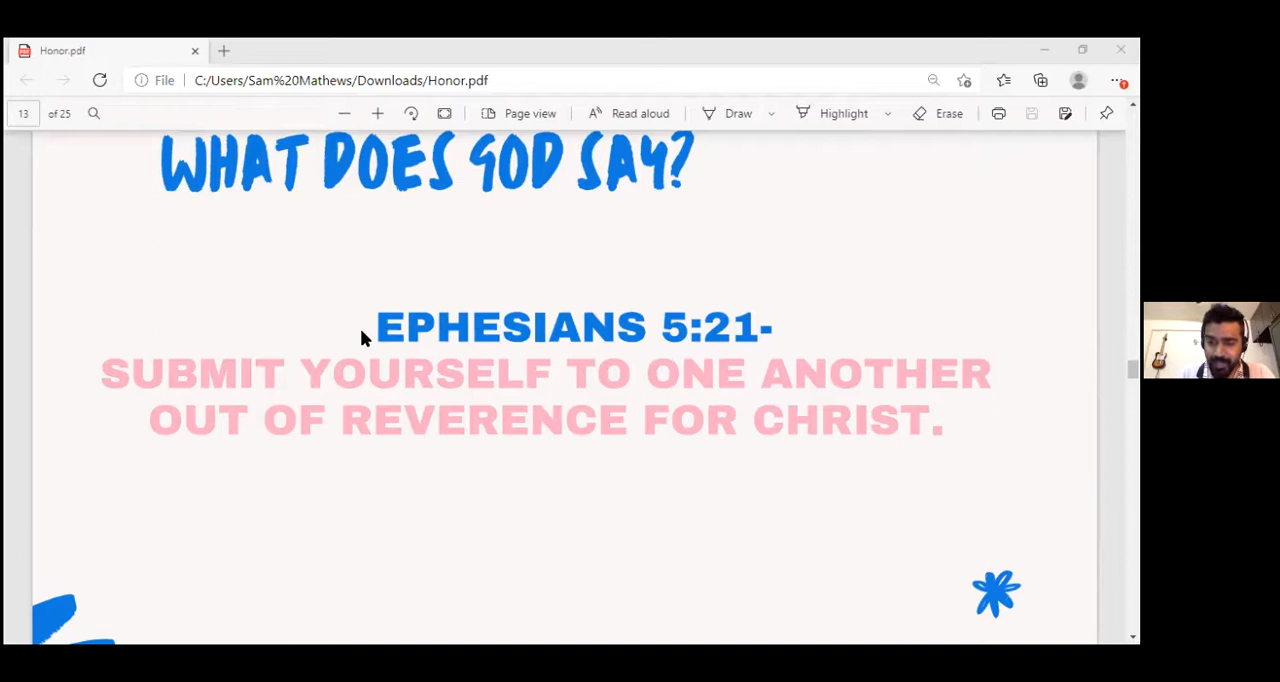 Honor.pdf
File C:/Users/Sam%20Mathews/Downloads/Honor.pdf
13 of 25 Page view Read aloud Draw Highlight Erase
WHAT DOES GOD SAY?
EPHESIANS 5:21-
SUBMIT YOURSELF TO ONE ANOTHER
OUT OF REVERENCE FOR CHRIST.